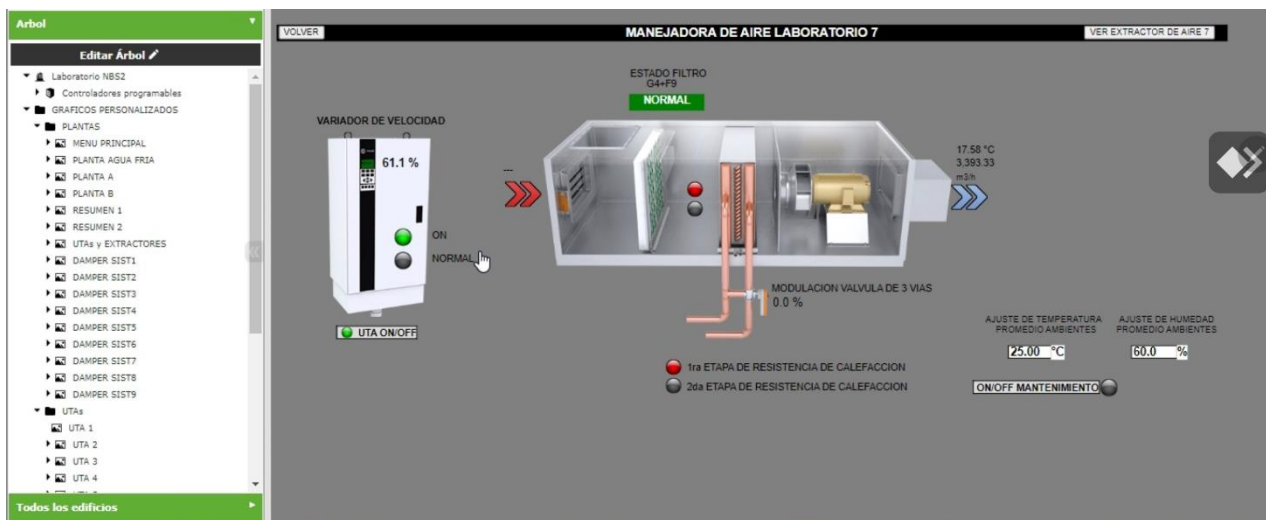 Arbol
Editar Árbol
Laboratorio NBS2
Controladores programables
GRAFICOS PERSONALIZADOS
PLANTAS
MENU PRINCIPAL
PLANTA AGUA FRIA
PLANTA A
PLANTA B
RESUMEN 1
RESUMEN 2
UTAs y EXTRACTORES
DAMPER SIST1
DAMPER SIST2
DAMPER SIST3
DAMPER SIST4
DAMPER SIST5
DAMPER SIST6
DAMPER SIST7
DAMPER SIST8
DAMPER SIST9
UTAs
UTA 1
UTA 2
UTA 3
UTA 4
Todos los edificios
VOLVER
MANEJADORA DE AIRE LABORATORIO 7
VER EXTRACTOR DE AIRE 7
ESTADO FILTRO
G4+F9
NORMAL
VARIADOR DE VELOCIDAD
61.1 %
ON
NORMAL
UTA ON/OFF
---
17.58 °C
3,393.33
m3/h
MODULACION VALVULA DE 3 VIAS
0.0 %
1ra ETAPA DE RESISTENCIA DE CALEFACCION
2da ETAPA DE RESISTENCIA DE CALEFACCION
AJUSTE DE TEMPERATURA
PROMEDIO AMBIENTES
25.00 °C
AJUSTE DE HUMEDAD
PROMEDIO AMBIENTES
60.0 %
ON/OFF MANTENIMIENTO